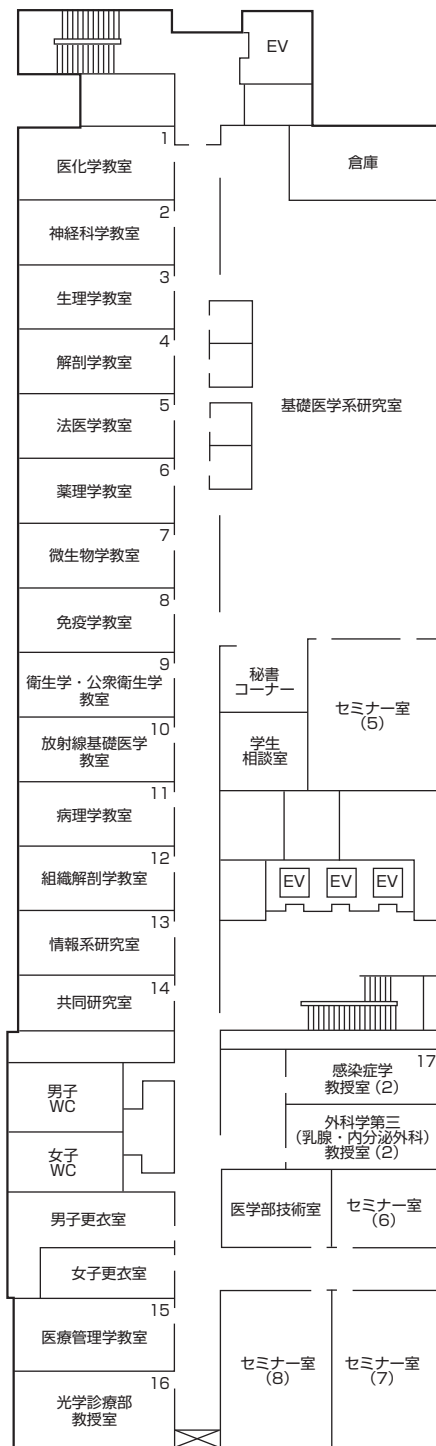 EV
1
医化学教室
倉庫
2
神経科学教室
3
生理学教室
4
解剖学教室
5
法医学教室
基礎医学系研究室
6
薬理学教室
7
微生物学教室
8
免疫学教室
9
衛生学・公衆衛生学
教室
秘書
コーナー
セミナー室
(5)
10
放射線基礎医学
教室
学生
相談室
11
病理学教室
12
組織解剖学教室
EV
EV
EV
13
情報系研究室
14
共同研究室
17
感染症学
教授室 (2)
男子
WC
外科学第三
(乳腺・内分泌外科)
教授室 (2)
女子
WC
男子更衣室
医学部技術室
セミナー室
(6)
女子更衣室
15
医療管理学教室
セミナー室
(8)
セミナー室
(7)
16
光学診療部
教授室